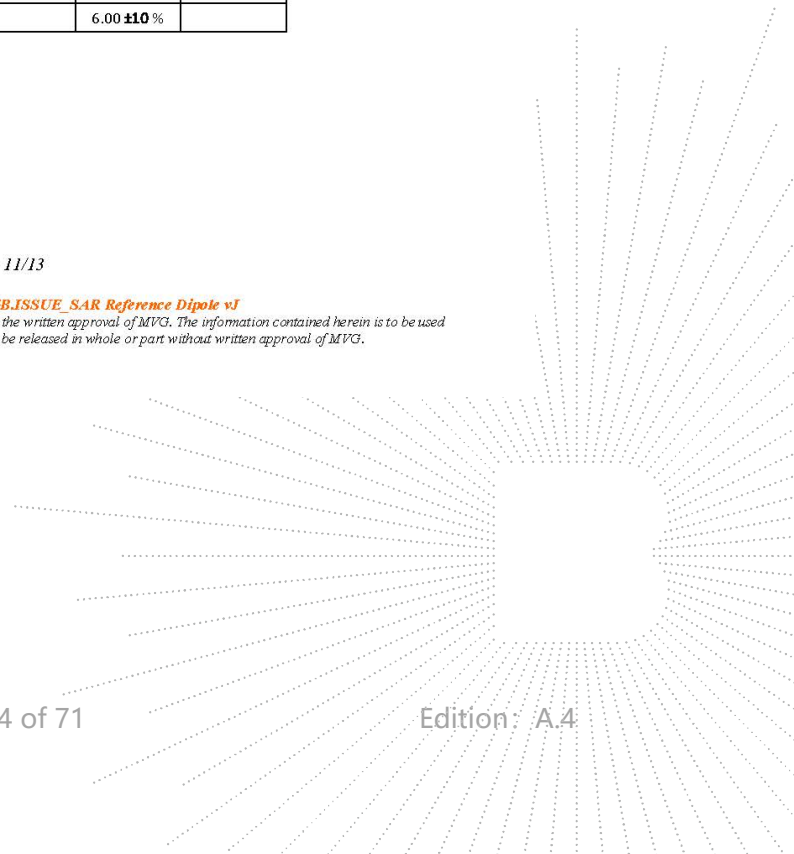 6.00 ±10 %
11/13
B.ISSUE_SAR Reference Dipole vJ
the written approval of MVG. The information contained herein is to be used
be released in whole or part without written approval of MVG.
4 of 71 Edition: A.4